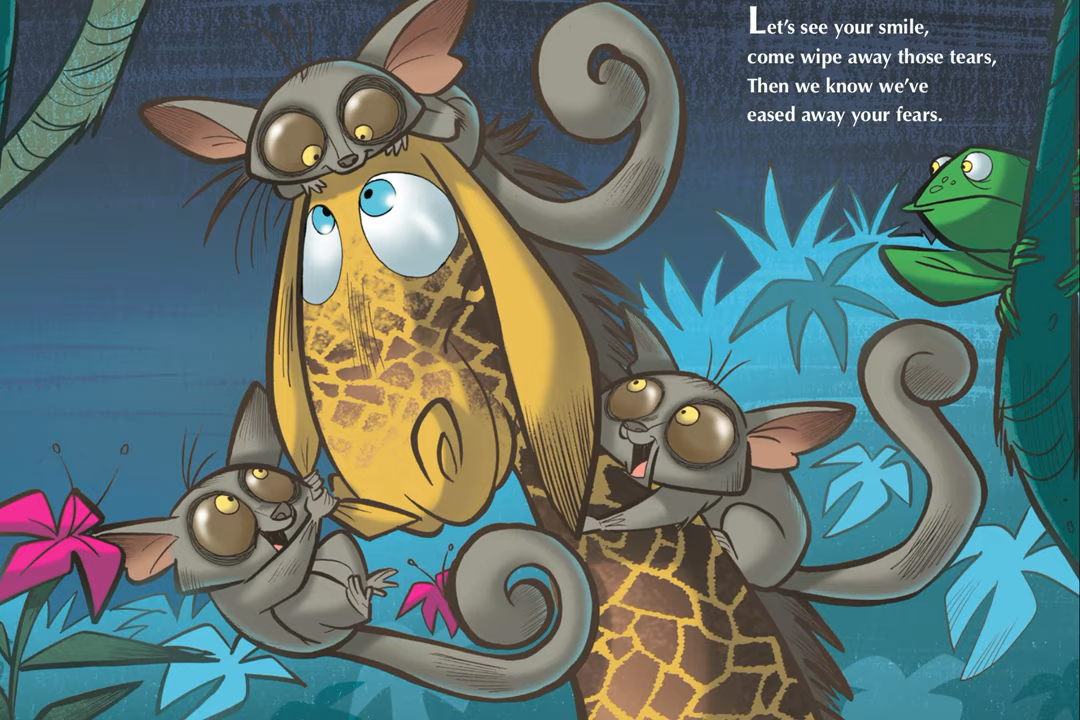 Let's see your smile,
come wipe away those tears,
Then we know we've
eased away your fears.